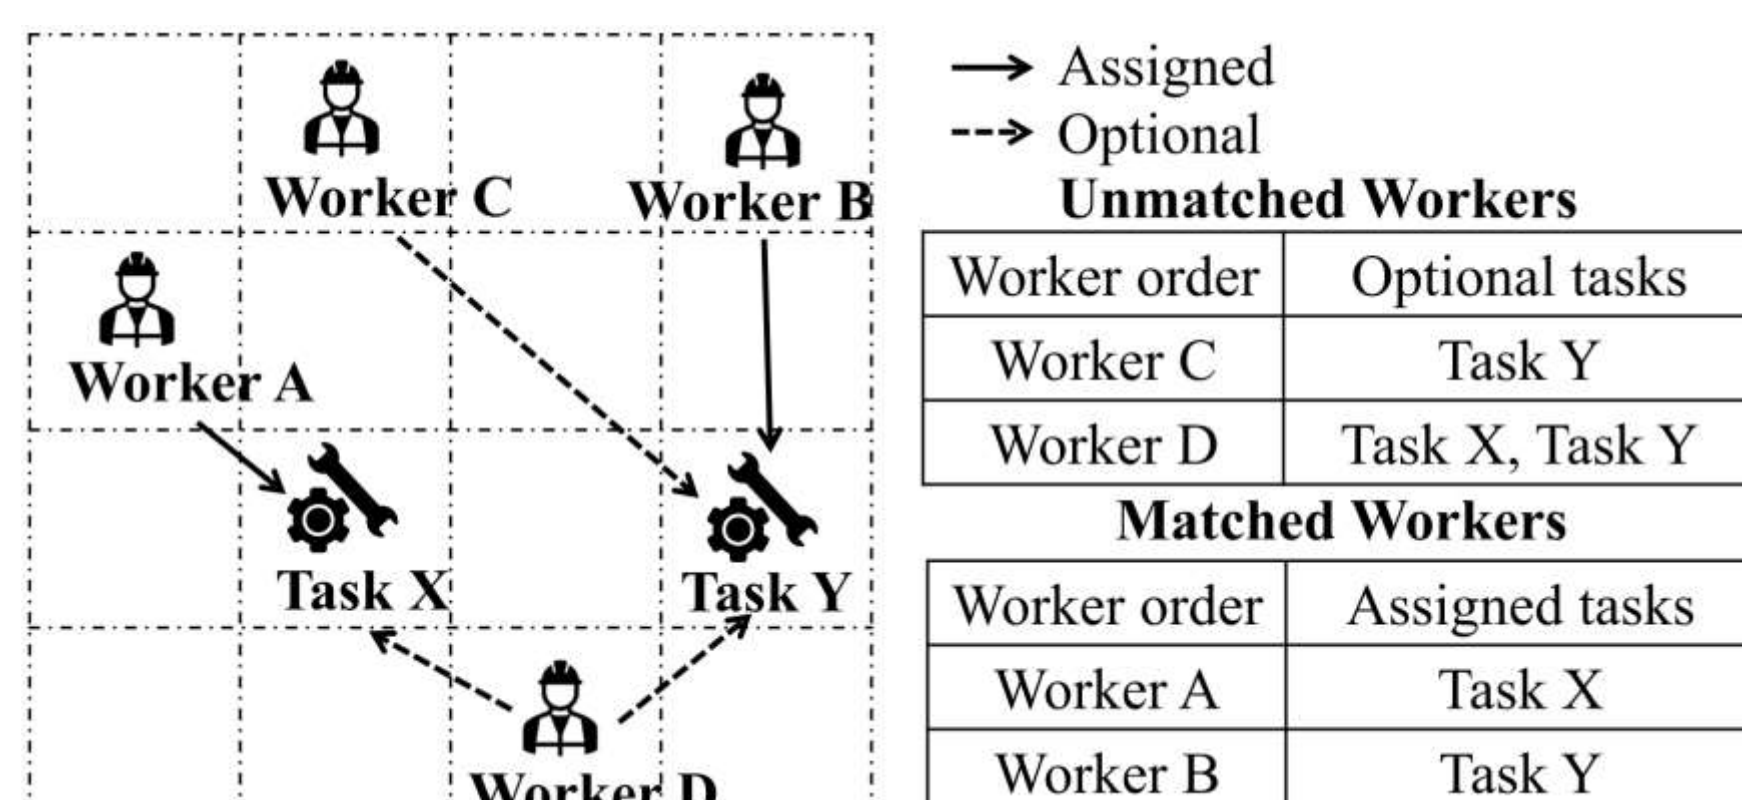 Worker C
Worker B
Worker A
Task X
Task Y
Worker D
Assigned
Optional
Unmatched Workers
Worker order Optional tasks
Worker C Task Y
Worker D Task X, Task Y
Matched Workers
Worker order Assigned tasks
Worker A Task X
Worker B Task Y